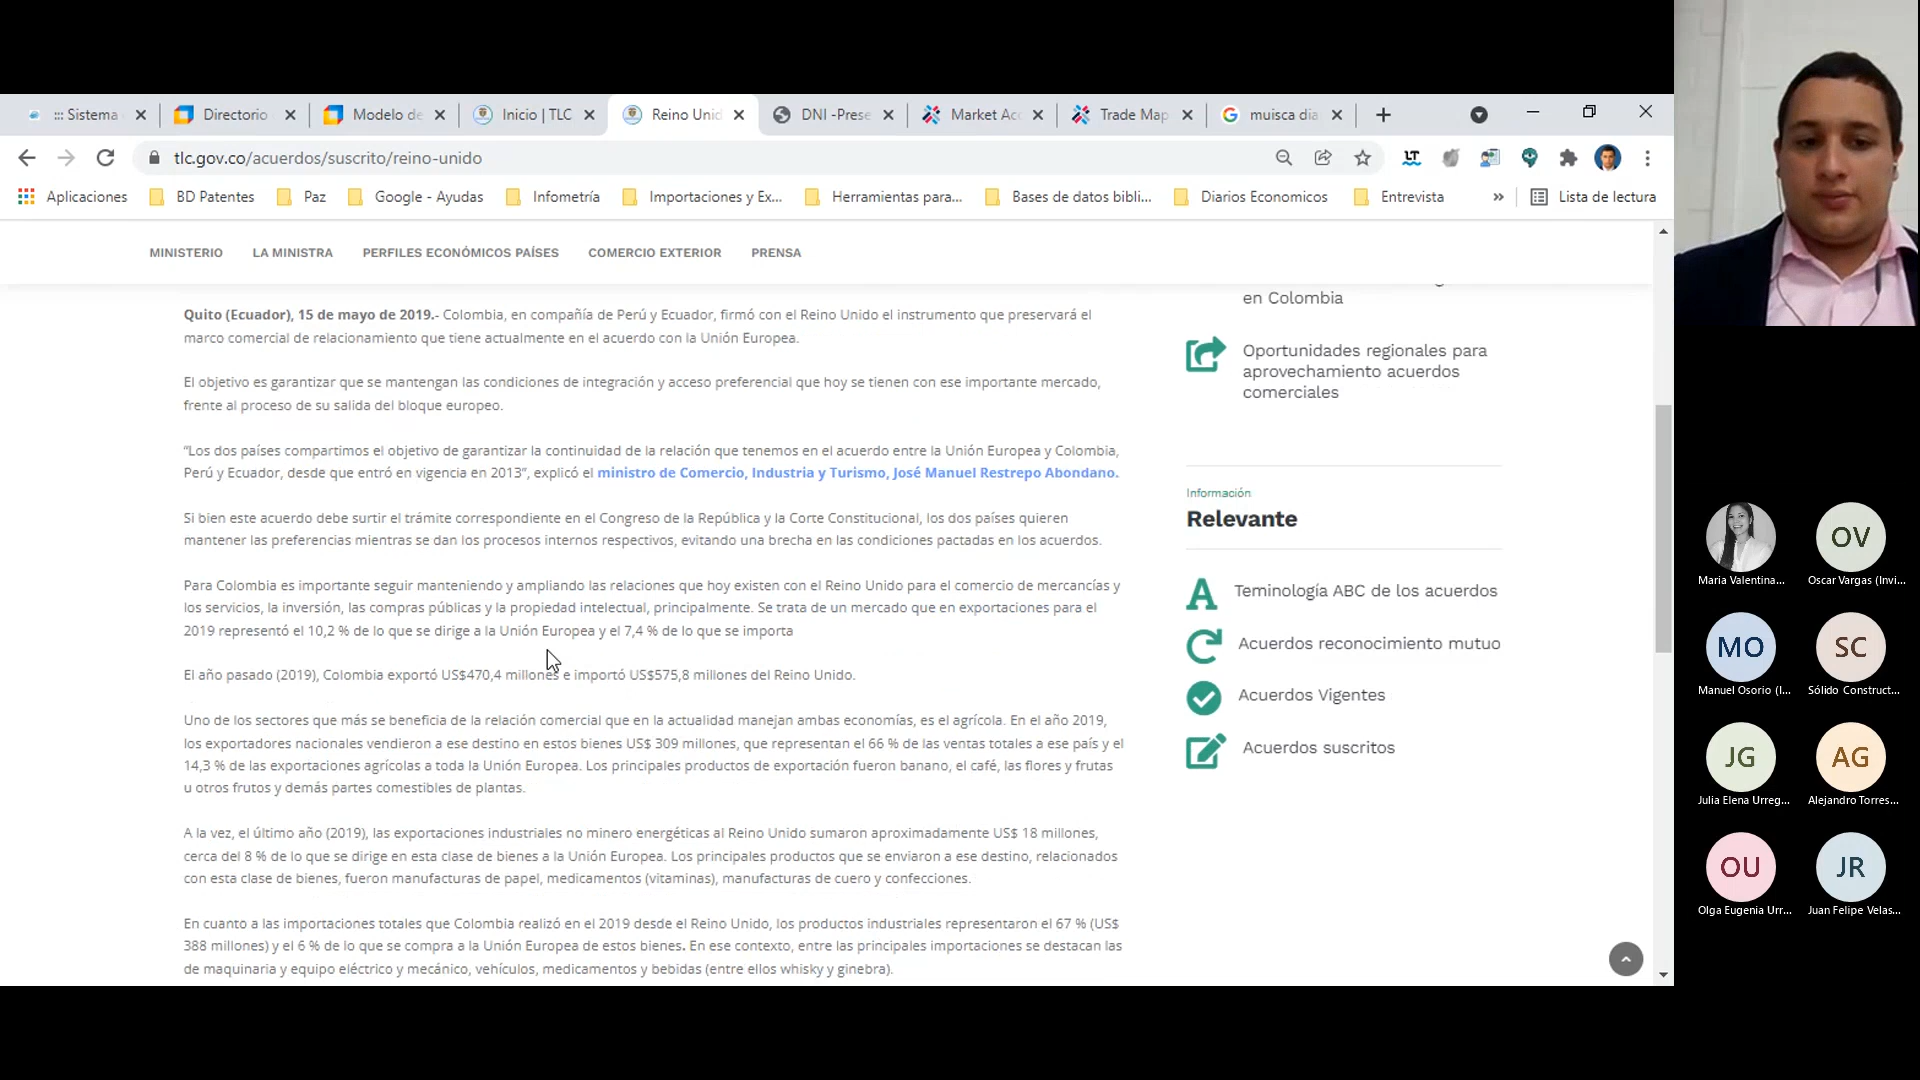 ::: Sistema
Directorio
Modelo de
Inicio | TLC
Reino Unid
DNI -Prese
Market Acc
Trade Map
muisca dia
tlc.gov.co/acuerdos/suscrito/reino-unido
Aplicaciones
BD Patentes
Paz
Google - Ayudas
Infometría
Importaciones y Ex...
Herramientas para...
Bases de datos bibli...
Diarios Economicos
Entrevista
»
Lista de lectura
MINISTERIO
LA MINISTRA
PERFILES ECONÓMICOS PAÍSES
COMERCIO EXTERIOR
PRENSA
Quito (Ecuador), 15 de mayo de 2019.- Colombia, en compañía de Perú y Ecuador, firmó con el Reino Unido el instrumento que preservará el
marco comercial de relacionamiento que tiene actualmente en el acuerdo con la Unión Europea.
El objetivo es garantizar que se mantengan las condiciones de integración y acceso preferencial que hoy se tienen con ese importante mercado,
frente al proceso de su salida del bloque europeo.
“Los dos países compartimos el objetivo de garantizar la continuidad de la relación que tenemos en el acuerdo entre la Unión Europea y Colombia,
Perú y Ecuador, desde que entró en vigencia en 2013”, explicó el ministro de Comercio, Industria y Turismo, José Manuel Restrepo Abondano.
Si bien este acuerdo debe surtir el trámite correspondiente en el Congreso de la República y la Corte Constitucional, los dos países quieren
mantener las preferencias mientras se dan los procesos internos respectivos, evitando una brecha en las condiciones pactadas en los acuerdos.
Para Colombia es importante seguir manteniendo y ampliando las relaciones que hoy existen con el Reino Unido para el comercio de mercancías y
los servicios, la inversión, las compras públicas y la propiedad intelectual, principalmente. Se trata de un mercado que en exportaciones para el
2019 representó el 10,2 % de lo que se dirige a la Unión Europea y el 7,4 % de lo que se importa
El año pasado (2019), Colombia exportó US$470,4 millones e importó US$575,8 millones del Reino Unido.
Uno de los sectores que más se beneficia de la relación comercial que en la actualidad manejan ambas economías, es el agrícola. En el año 2019,
los exportadores nacionales vendieron a ese destino en estos bienes US$ 309 millones, que representan el 66 % de las ventas totales a ese país y el
14,3 % de las exportaciones agrícolas a toda la Unión Europea. Los principales productos de exportación fueron banano, el café, las flores y frutas
u otros frutos y demás partes comestibles de plantas.
A la vez, el último año (2019), las exportaciones industriales no minero energéticas al Reino Unido sumaron aproximadamente US$ 18 millones,
cerca del 8 % de lo que se dirige en esta clase de bienes a la Unión Europea. Los principales productos que se enviaron a ese destino, relacionados
con esta clase de bienes, fueron manufacturas de papel, medicamentos (vitaminas), manufacturas de cuero y confecciones.
En cuanto a las importaciones totales que Colombia realizó en el 2019 desde el Reino Unido, los productos industriales representaron el 67 % (US$
388 millones) y el 6 % de lo que se compra a la Unión Europea de estos bienes. En ese contexto, entre las principales importaciones se destacan las
de maquinaria y equipo eléctrico y mecánico, vehículos, medicamentos y bebidas (entre ellos whisky y ginebra).
en Colombia
Oportunidades regionales para
aprovechamiento acuerdos
comerciales
Información
Relevante
A
Teminología ABC de los acuerdos
Acuerdos reconocimiento mutuo
Acuerdos Vigentes
Acuerdos suscritos
LT
Maria Valentina...
OV
Oscar Vargas (Invi...
MO
Manuel Osorio (I...
SC
Sólido Construct...
JG
Julia Elena Urreg...
AG
Alejandro Torres...
OU
Olga Eugenia Urr...
JR
Juan Felipe Velas...